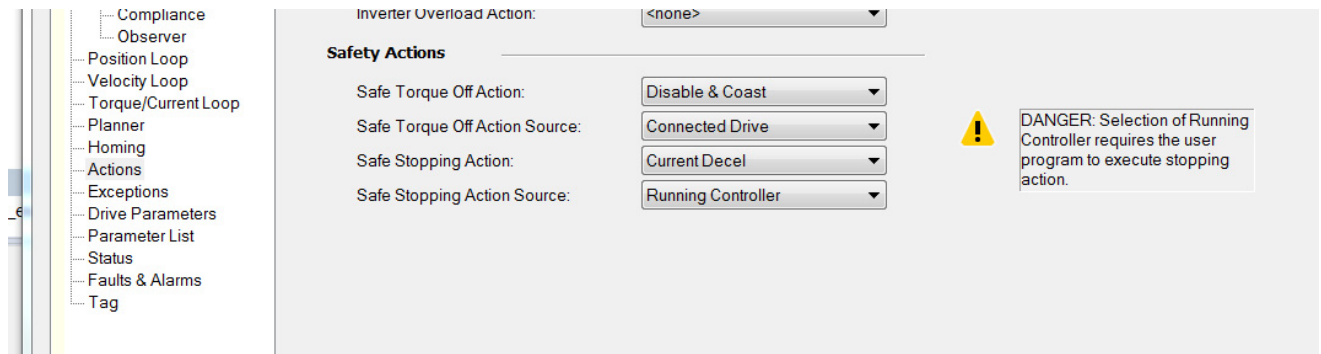 Compliance
Observer
Position Loop
Velocity Loop
Torque/Current Loop
Planner
Homing
Actions
Exceptions
Drive Parameters
Parameter List
Status
Faults & Alarms
Tag
Inverter Overload Action: <none>
Safety Actions
Safe Torque Off Action: Disable & Coast
Safe Torque Off Action Source: Connected Drive
Safe Stopping Action: Current Decel
Safe Stopping Action Source: Running Controller
DANGER: Selection of Running
Controller requires the user
program to execute stopping
action.